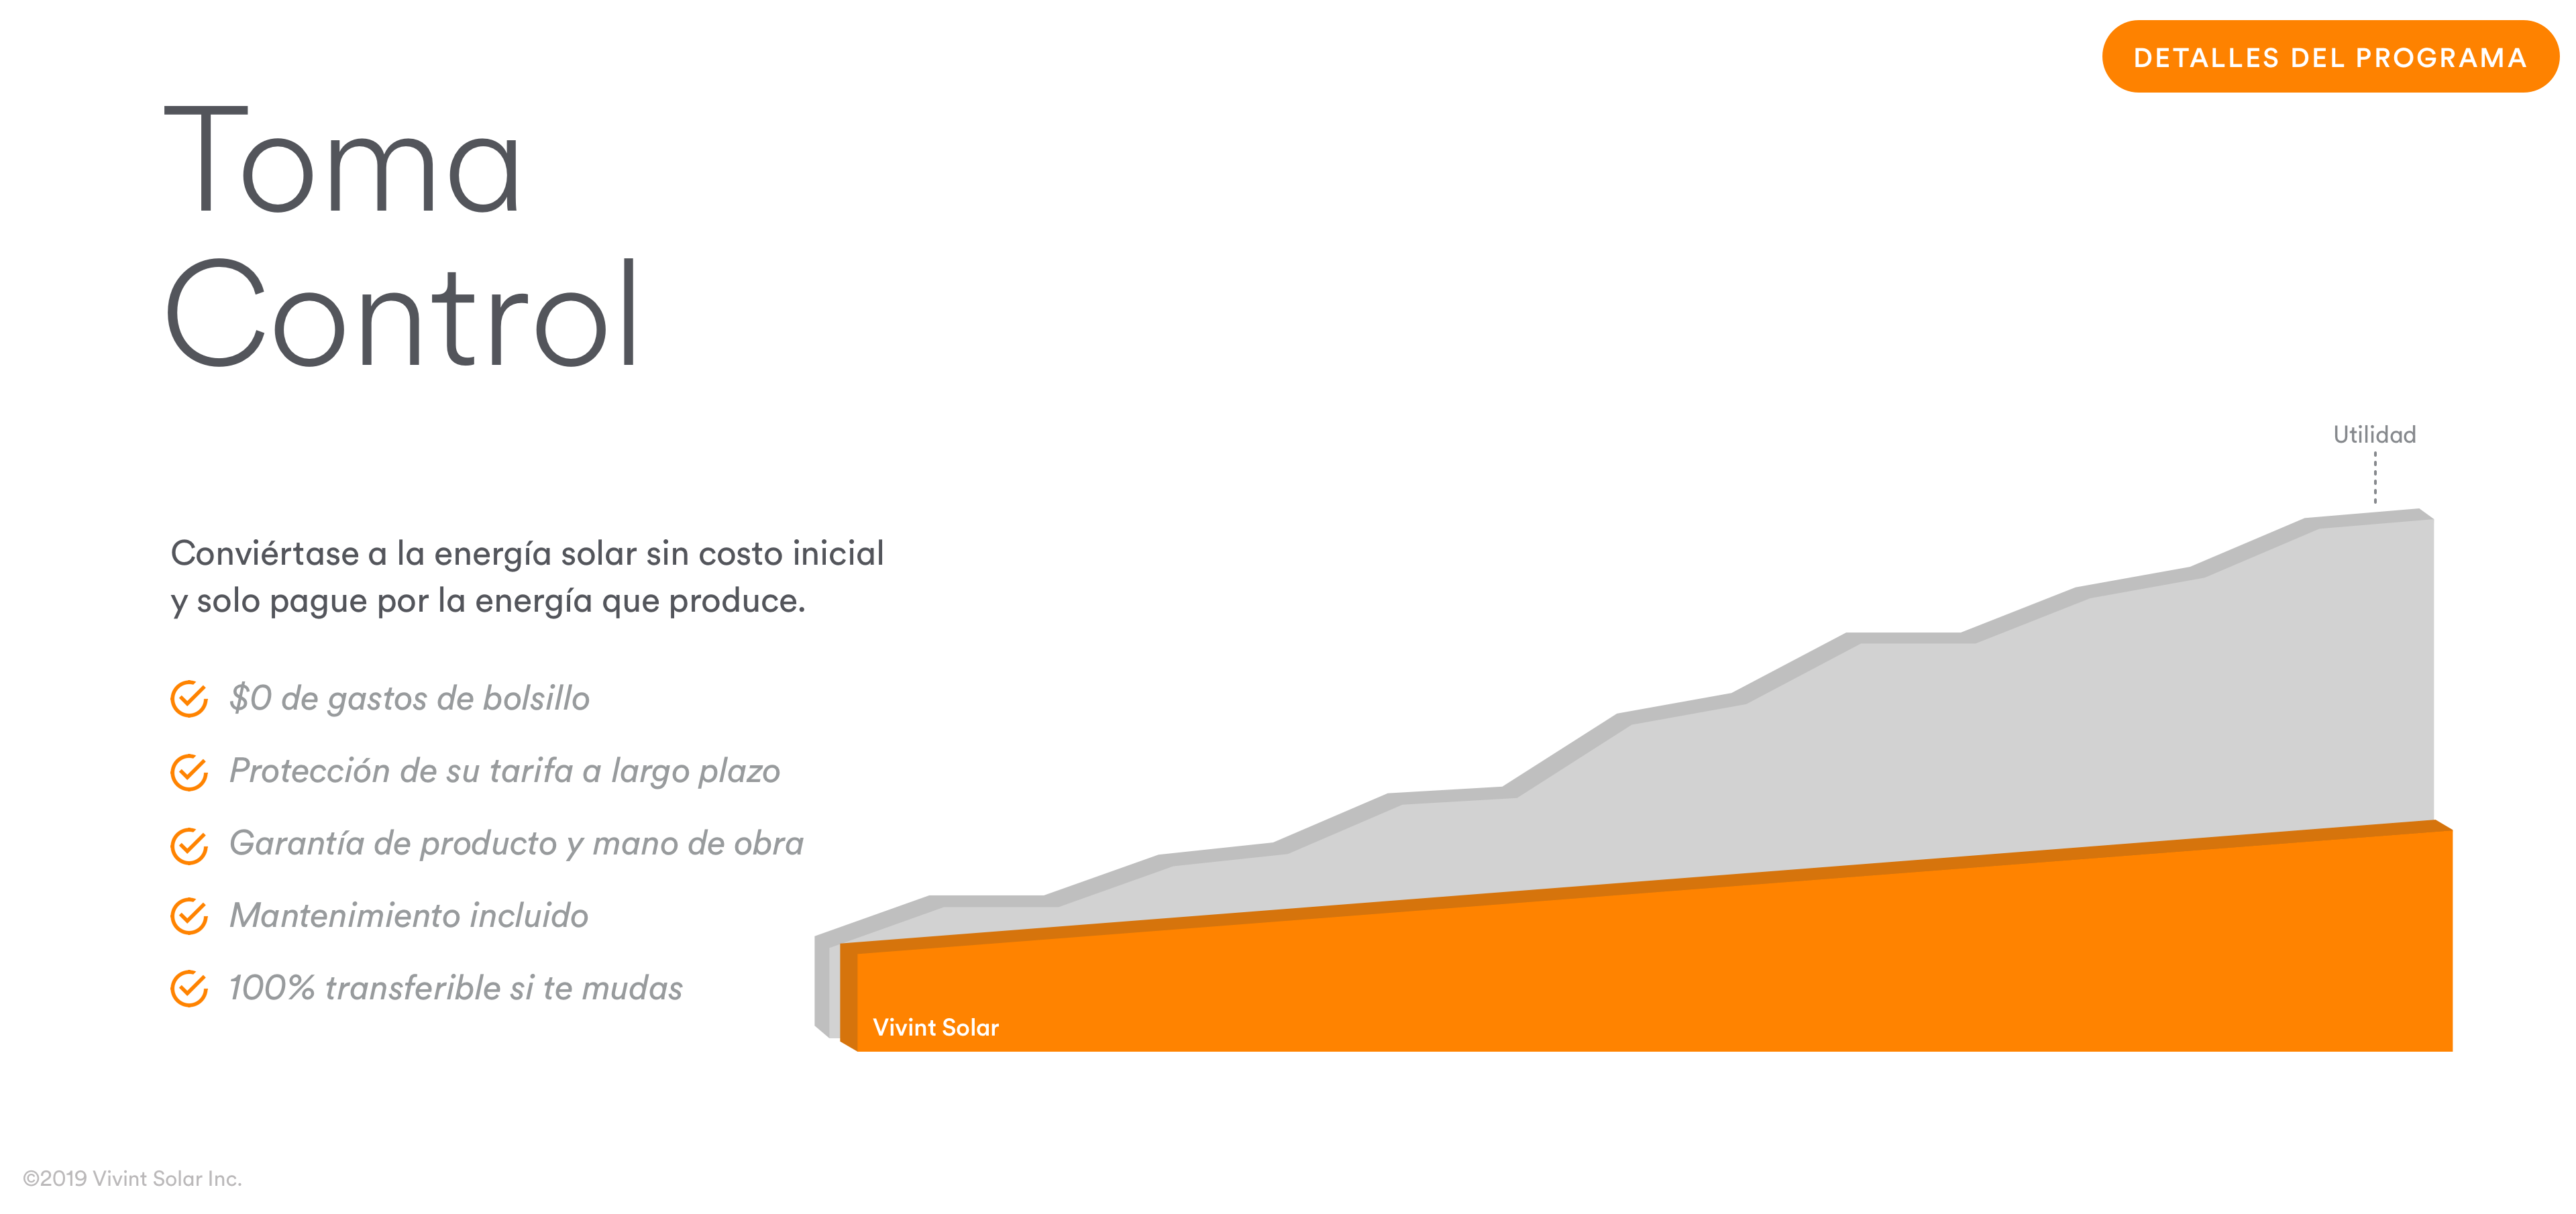 DETALLES DEL PROGRAMA
Toma
Control
Conviértase a la energía solar sin costo inicial
y solo pague por la energía que produce.
$0 de gastos de bolsillo
Protección de su tarifa a largo plazo
Garantía de producto y mano de obra
Mantenimiento incluido
100% transferible si te mudas
Utilidad
Vivint Solar
©2019 Vivint Solar Inc.